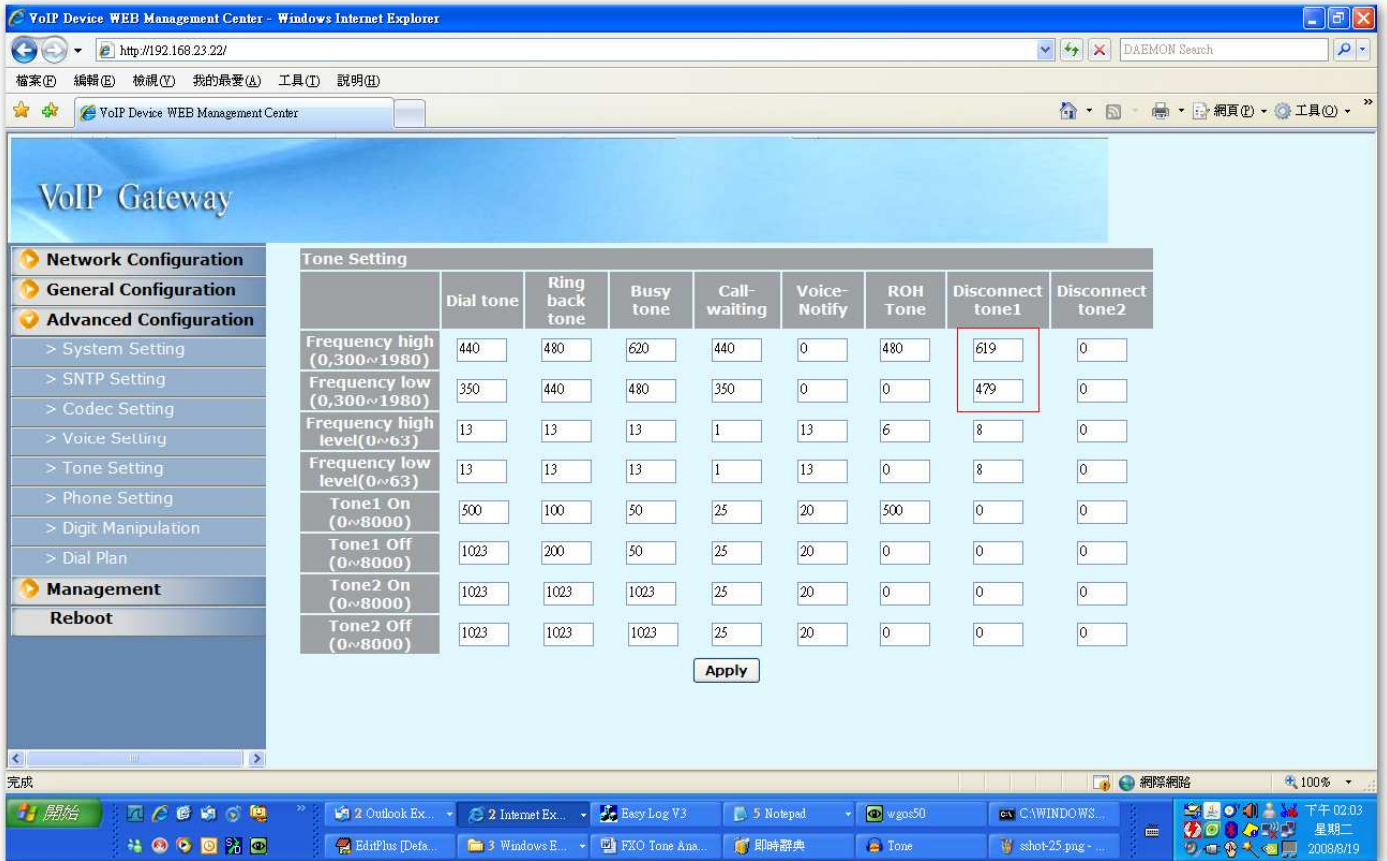 VoIP Device WEB Management Center - Windows Internet Explorer
http://192.168.23.22/
DAEMON Search
檔案(F) 編輯(E) 檢視(V) 我的最愛(A) 工具(T) 說明(H)
VoIP Device WEB Management Center
網頁(P) 工具(O)
VoIP Gateway
Network Configuration
General Configuration
Advanced Configuration
> System Setting
> SNTP Setting
> Codec Setting
> Voice Setting
> Tone Setting
> Phone Setting
> Digit Manipulation
> Dial Plan
Management
Reboot
Tone Setting
Dial tone Ring back tone Busy tone Call-waiting Voice-Notify ROH Tone Disconnect tone1 Disconnect tone2
Frequency high (0,300~1980) 440 480 620 440 0 480 619 0
Frequency low (0,300~1980) 350 440 480 350 0 0 479 0
Frequency high level(0~63) 13 13 13 1 13 6 8 0
Frequency low level(0~63) 13 13 13 1 13 0 8 0
Tone1 On (0~8000) 500 100 50 25 20 500 0 0
Tone1 Off (0~8000) 1023 200 50 25 20 0 0 0
Tone2 On (0~8000) 1023 1023 1023 25 20 0 0 0
Tone2 Off (0~8000) 1023 1023 1023 25 20 0 0 0
Apply
完成
網際網路
100%
開始
2 Outlook Ex... 2 Internet Ex... Easy Log V3 5 Notepad wgos50 C:\WINDOWS...
下午 02:03
EditPlus [Defa... 3 Windows E... FXO Tone Ana... 即時辭典 Tone sshot-25.png - ...
星期二
2008/8/19